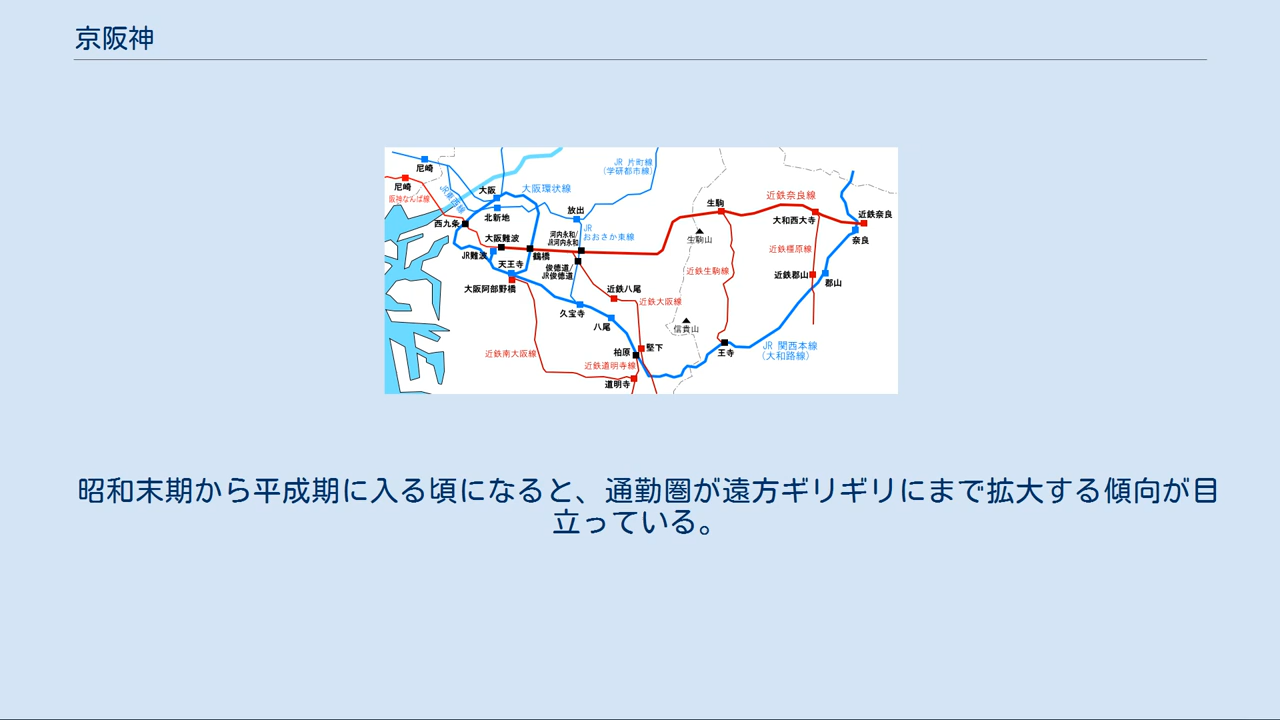 京阪神
尼崎
尼崎
阪神なんば線
JR東西線
大阪
大阪環状線
北新地
西九条
JR 片町線
(学研都市線)
放出
JR
おおさか東線
河内永和/
JR河内永和
大阪難波
JR難波
鶴橋
天王寺
大阪阿部野橋
俊徳道/
JR俊徳道
近鉄八尾
近鉄大阪線
久宝寺
八尾
柏原
堅下
近鉄南大阪線
近鉄道明寺線
道明寺
生駒
生駒山
近鉄生駒線
信貴山
王寺
近鉄奈良線
大和西大寺
近鉄奈良
奈良
近鉄橿原線
近鉄郡山
郡山
JR 関西本線
(大和路線)
昭和末期から平成期に入る頃になると、通勤圏が遠方ギリギリにまで拡大する傾向が目
立っている。